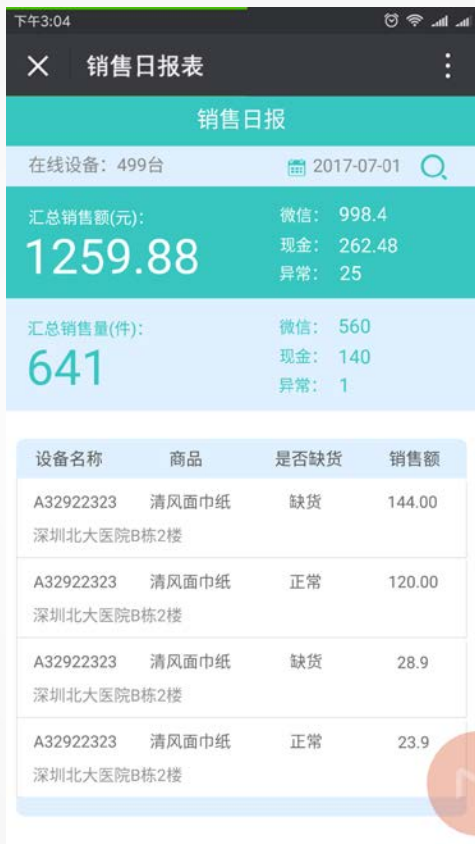 下午3:04
销售日报表
销售日报
在线设备：499台 2017-07-01
汇总销售额(元)：
1259.88
微信： 998.4
现金： 262.48
异常： 25
汇总销售量(件)：
641
微信： 560
现金： 140
异常： 1
设备名称 商品 是否缺货 销售额
A32922323 清风面巾纸 缺货 144.00
深圳北大医院B栋2楼
A32922323 清风面巾纸 正常 120.00
深圳北大医院B栋2楼
A32922323 清风面巾纸 缺货 28.9
深圳北大医院B栋2楼
A32922323 清风面巾纸 正常 23.9
深圳北大医院B栋2楼